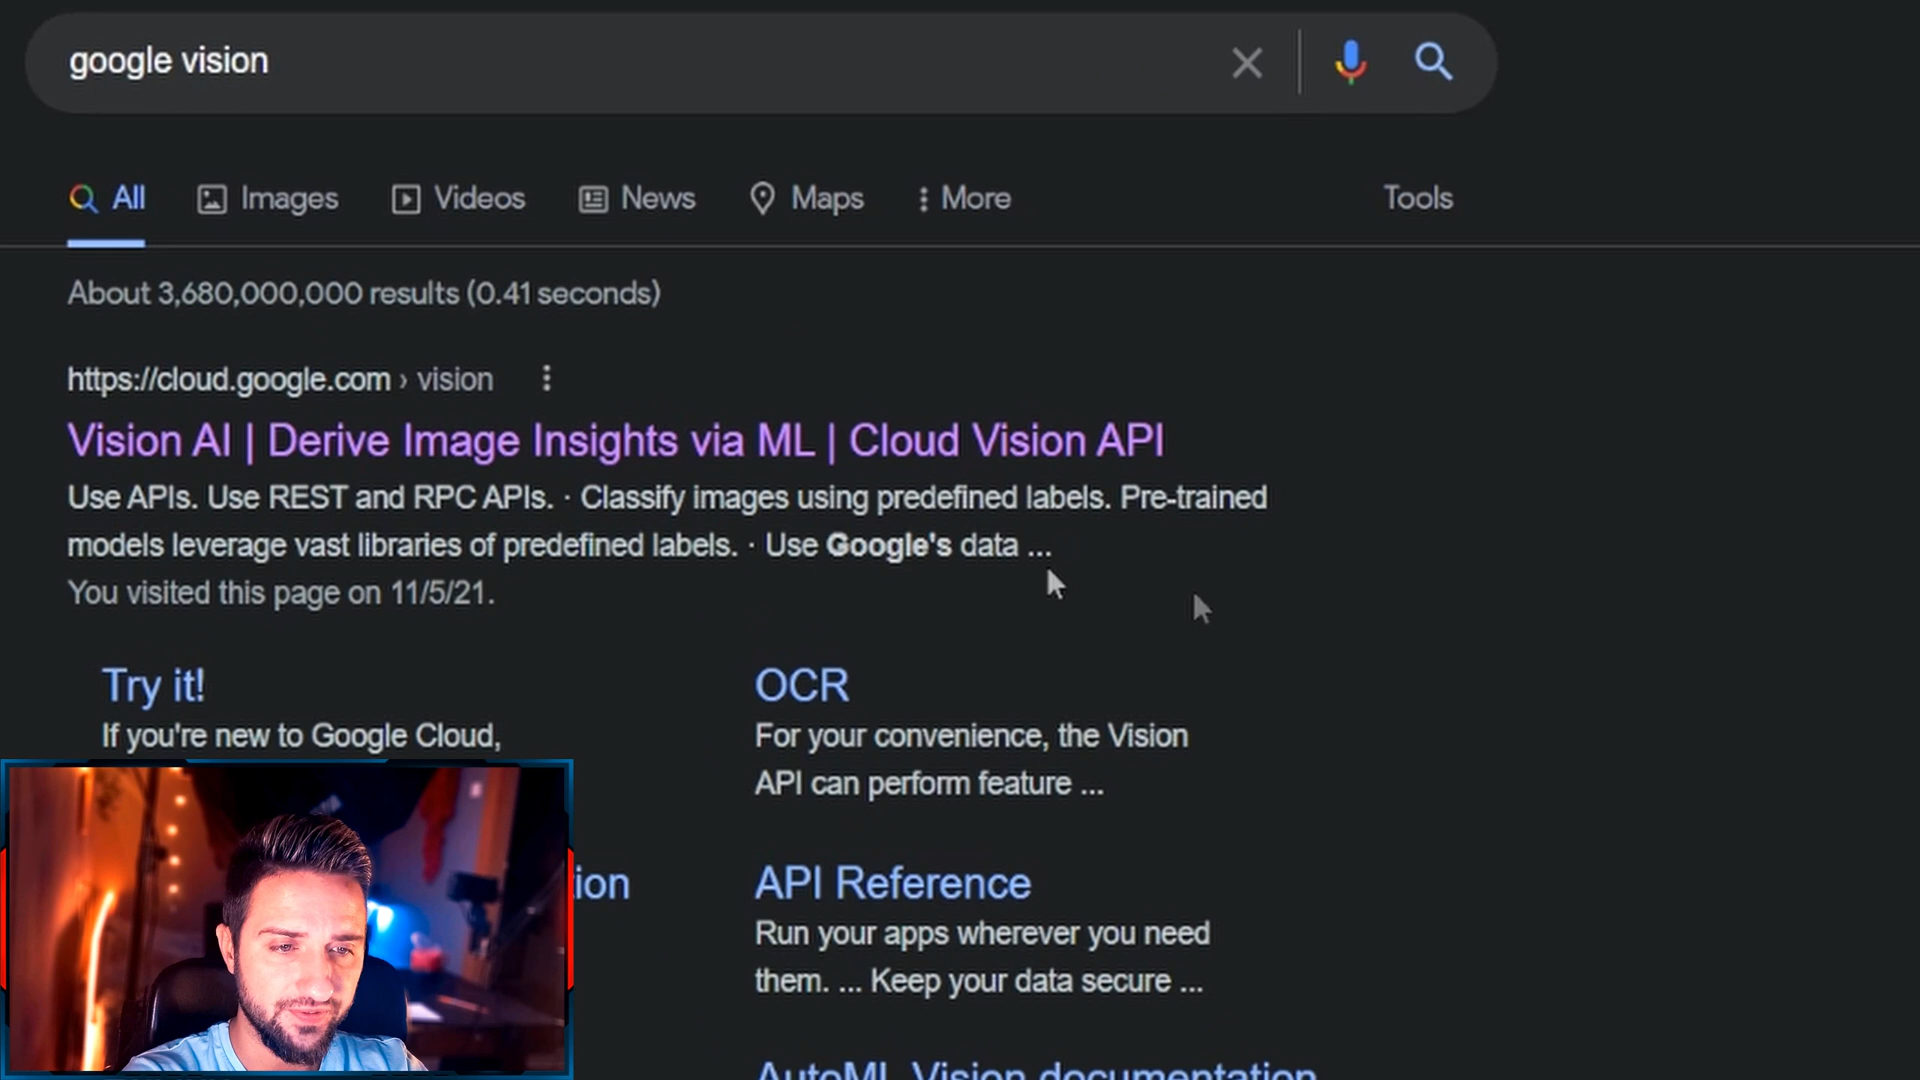 google vision
All
Images
Videos
News
Maps
More
Tools
About 3,680,000,000 results (0.41 seconds)
https://cloud.google.com › vision
Vision AI | Derive Image Insights via ML | Cloud Vision API
Use APIs. Use REST and RPC APIs. · Classify images using predefined labels. Pre-trained
models leverage vast libraries of predefined labels. · Use Google's data ...
You visited this page on 11/5/21.
Try it!
If you're new to Google Cloud,
OCR
For your convenience, the Vision
API can perform feature ...
API Reference
Run your apps wherever you need
them. ... Keep your data secure ...
AutoML Vision documentation